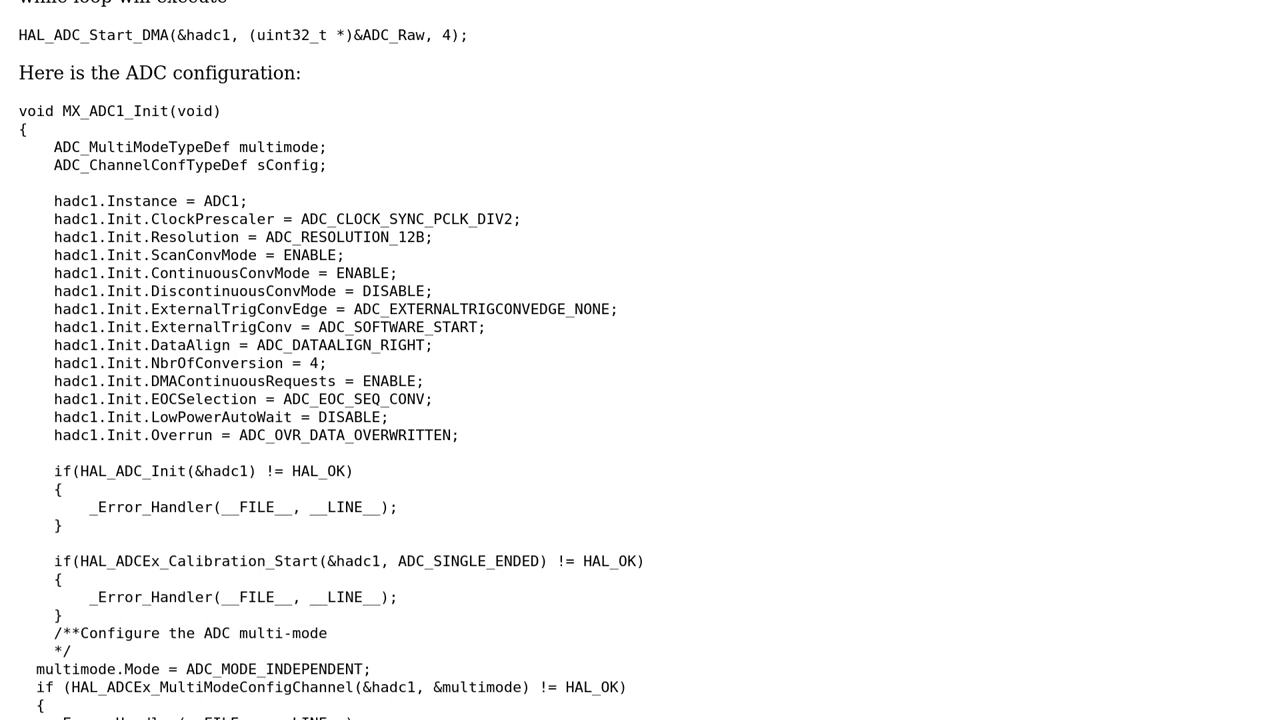 while loop will execute
HAL_ADC_Start_DMA(&hadc1, (uint32_t *)&ADC_Raw, 4);
Here is the ADC configuration:
void MX_ADC1_Init(void)
{
    ADC_MultiModeTypeDef multimode;
    ADC_ChannelConfTypeDef sConfig;

    hadc1.Instance = ADC1;
    hadc1.Init.ClockPrescaler = ADC_CLOCK_SYNC_PCLK_DIV2;
    hadc1.Init.Resolution = ADC_RESOLUTION_12B;
    hadc1.Init.ScanConvMode = ENABLE;
    hadc1.Init.ContinuousConvMode = ENABLE;
    hadc1.Init.DiscontinuousConvMode = DISABLE;
    hadc1.Init.ExternalTrigConvEdge = ADC_EXTERNALTRIGCONVEDGE_NONE;
    hadc1.Init.ExternalTrigConv = ADC_SOFTWARE_START;
    hadc1.Init.DataAlign = ADC_DATAALIGN_RIGHT;
    hadc1.Init.NbrOfConversion = 4;
    hadc1.Init.DMAContinuousRequests = ENABLE;
    hadc1.Init.EOCSelection = ADC_EOC_SEQ_CONV;
    hadc1.Init.LowPowerAutoWait = DISABLE;
    hadc1.Init.Overrun = ADC_OVR_DATA_OVERWRITTEN;

    if(HAL_ADC_Init(&hadc1) != HAL_OK)
    {
        _Error_Handler(__FILE__, __LINE__);
    }

    if(HAL_ADCEx_Calibration_Start(&hadc1, ADC_SINGLE_ENDED) != HAL_OK)
    {
        _Error_Handler(__FILE__, __LINE__);
    }
    /**Configure the ADC multi-mode
    */
  multimode.Mode = ADC_MODE_INDEPENDENT;
  if (HAL_ADCEx_MultiModeConfigChannel(&hadc1, &multimode) != HAL_OK)
  {